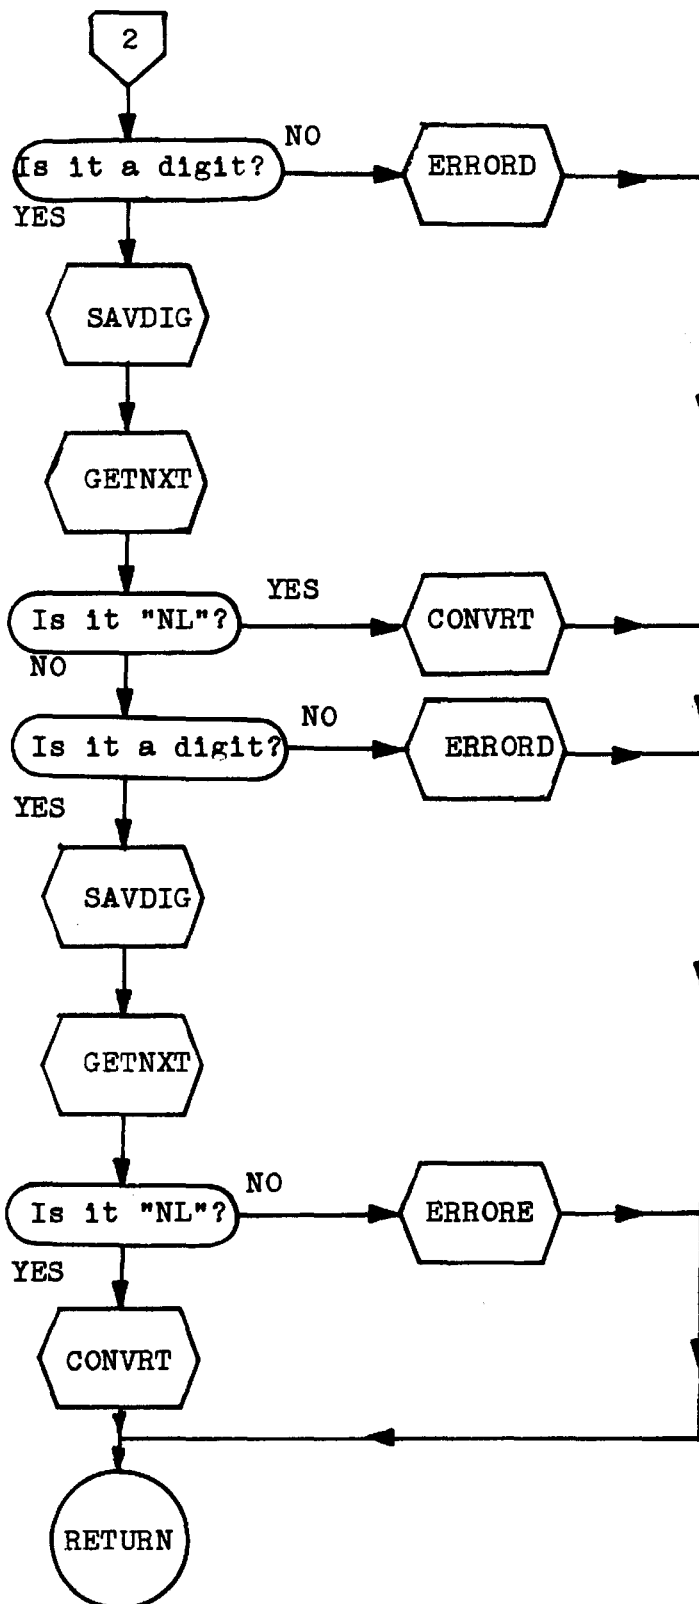 2
Is it a digit?
NO
ERRORD
YES
SAVDIG
GETNXT
Is it "NL"?
YES
CONVRT
NO
Is it a digit?
NO
ERRORD
YES
SAVDIG
GETNXT
Is it "NL"?
NO
ERRORE
YES
CONVRT
RETURN